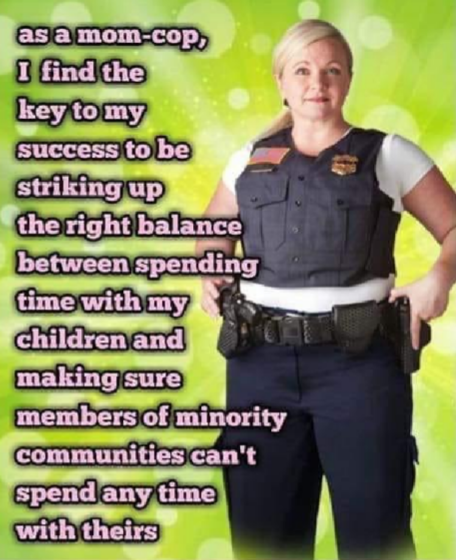 as a mom-cop,
I find the
key to my
success to be
striking up
the right balance
between spending
time with my
children and
making sure
members of minority
communities can't
spend any time
with theirs